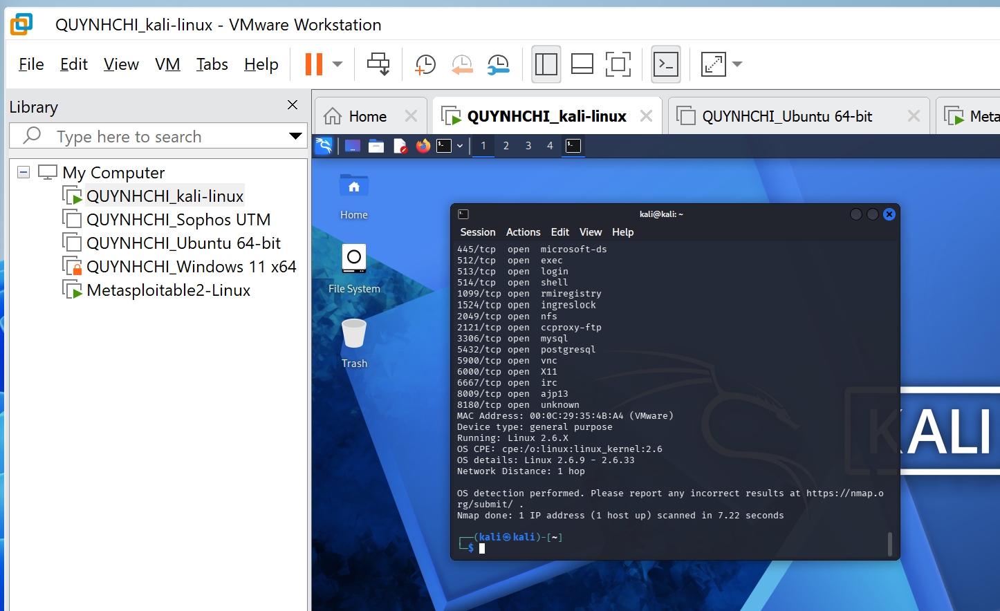 QUYNHCHI_kali-linux - VMware Workstation
File Edit View VM Tabs Help
Library
Type here to search
My Computer
QUYNHCHI_kali-linux
QUYNHCHI_Sophos UTM
QUYNHCHI_Ubuntu 64-bit
QUYNHCHI_Windows 11 x64
Metasploitable2-Linux
Home QUYNHCHI_kali-linux QUYNHCHI_Ubuntu 64-bit Meta
1 2 3 4
Home
File System
Trash
KALI
kali@kali: ~
Session Actions Edit View Help
445/tcp open microsoft-ds
512/tcp open exec
513/tcp open login
514/tcp open shell
1099/tcp open rmiregistry
1524/tcp open ingreslock
2049/tcp open nfs
2121/tcp open ccproxy-ftp
3306/tcp open mysql
5432/tcp open postgresql
5900/tcp open vnc
6000/tcp open X11
6667/tcp open irc
8009/tcp open ajp13
8180/tcp open unknown
MAC Address: 00:0C:29:35:4B:A4 (VMware)
Device type: general purpose
Running: Linux 2.6.X
OS CPE: cpe:/o:linux:linux_kernel:2.6
OS details: Linux 2.6.9 - 2.6.33
Network Distance: 1 hop
OS detection performed. Please report any incorrect results at https://nmap.o
rg/submit/ .
Nmap done: 1 IP address (1 host up) scanned in 7.22 seconds
┌──(kali㉿kali)-[~]
└─$